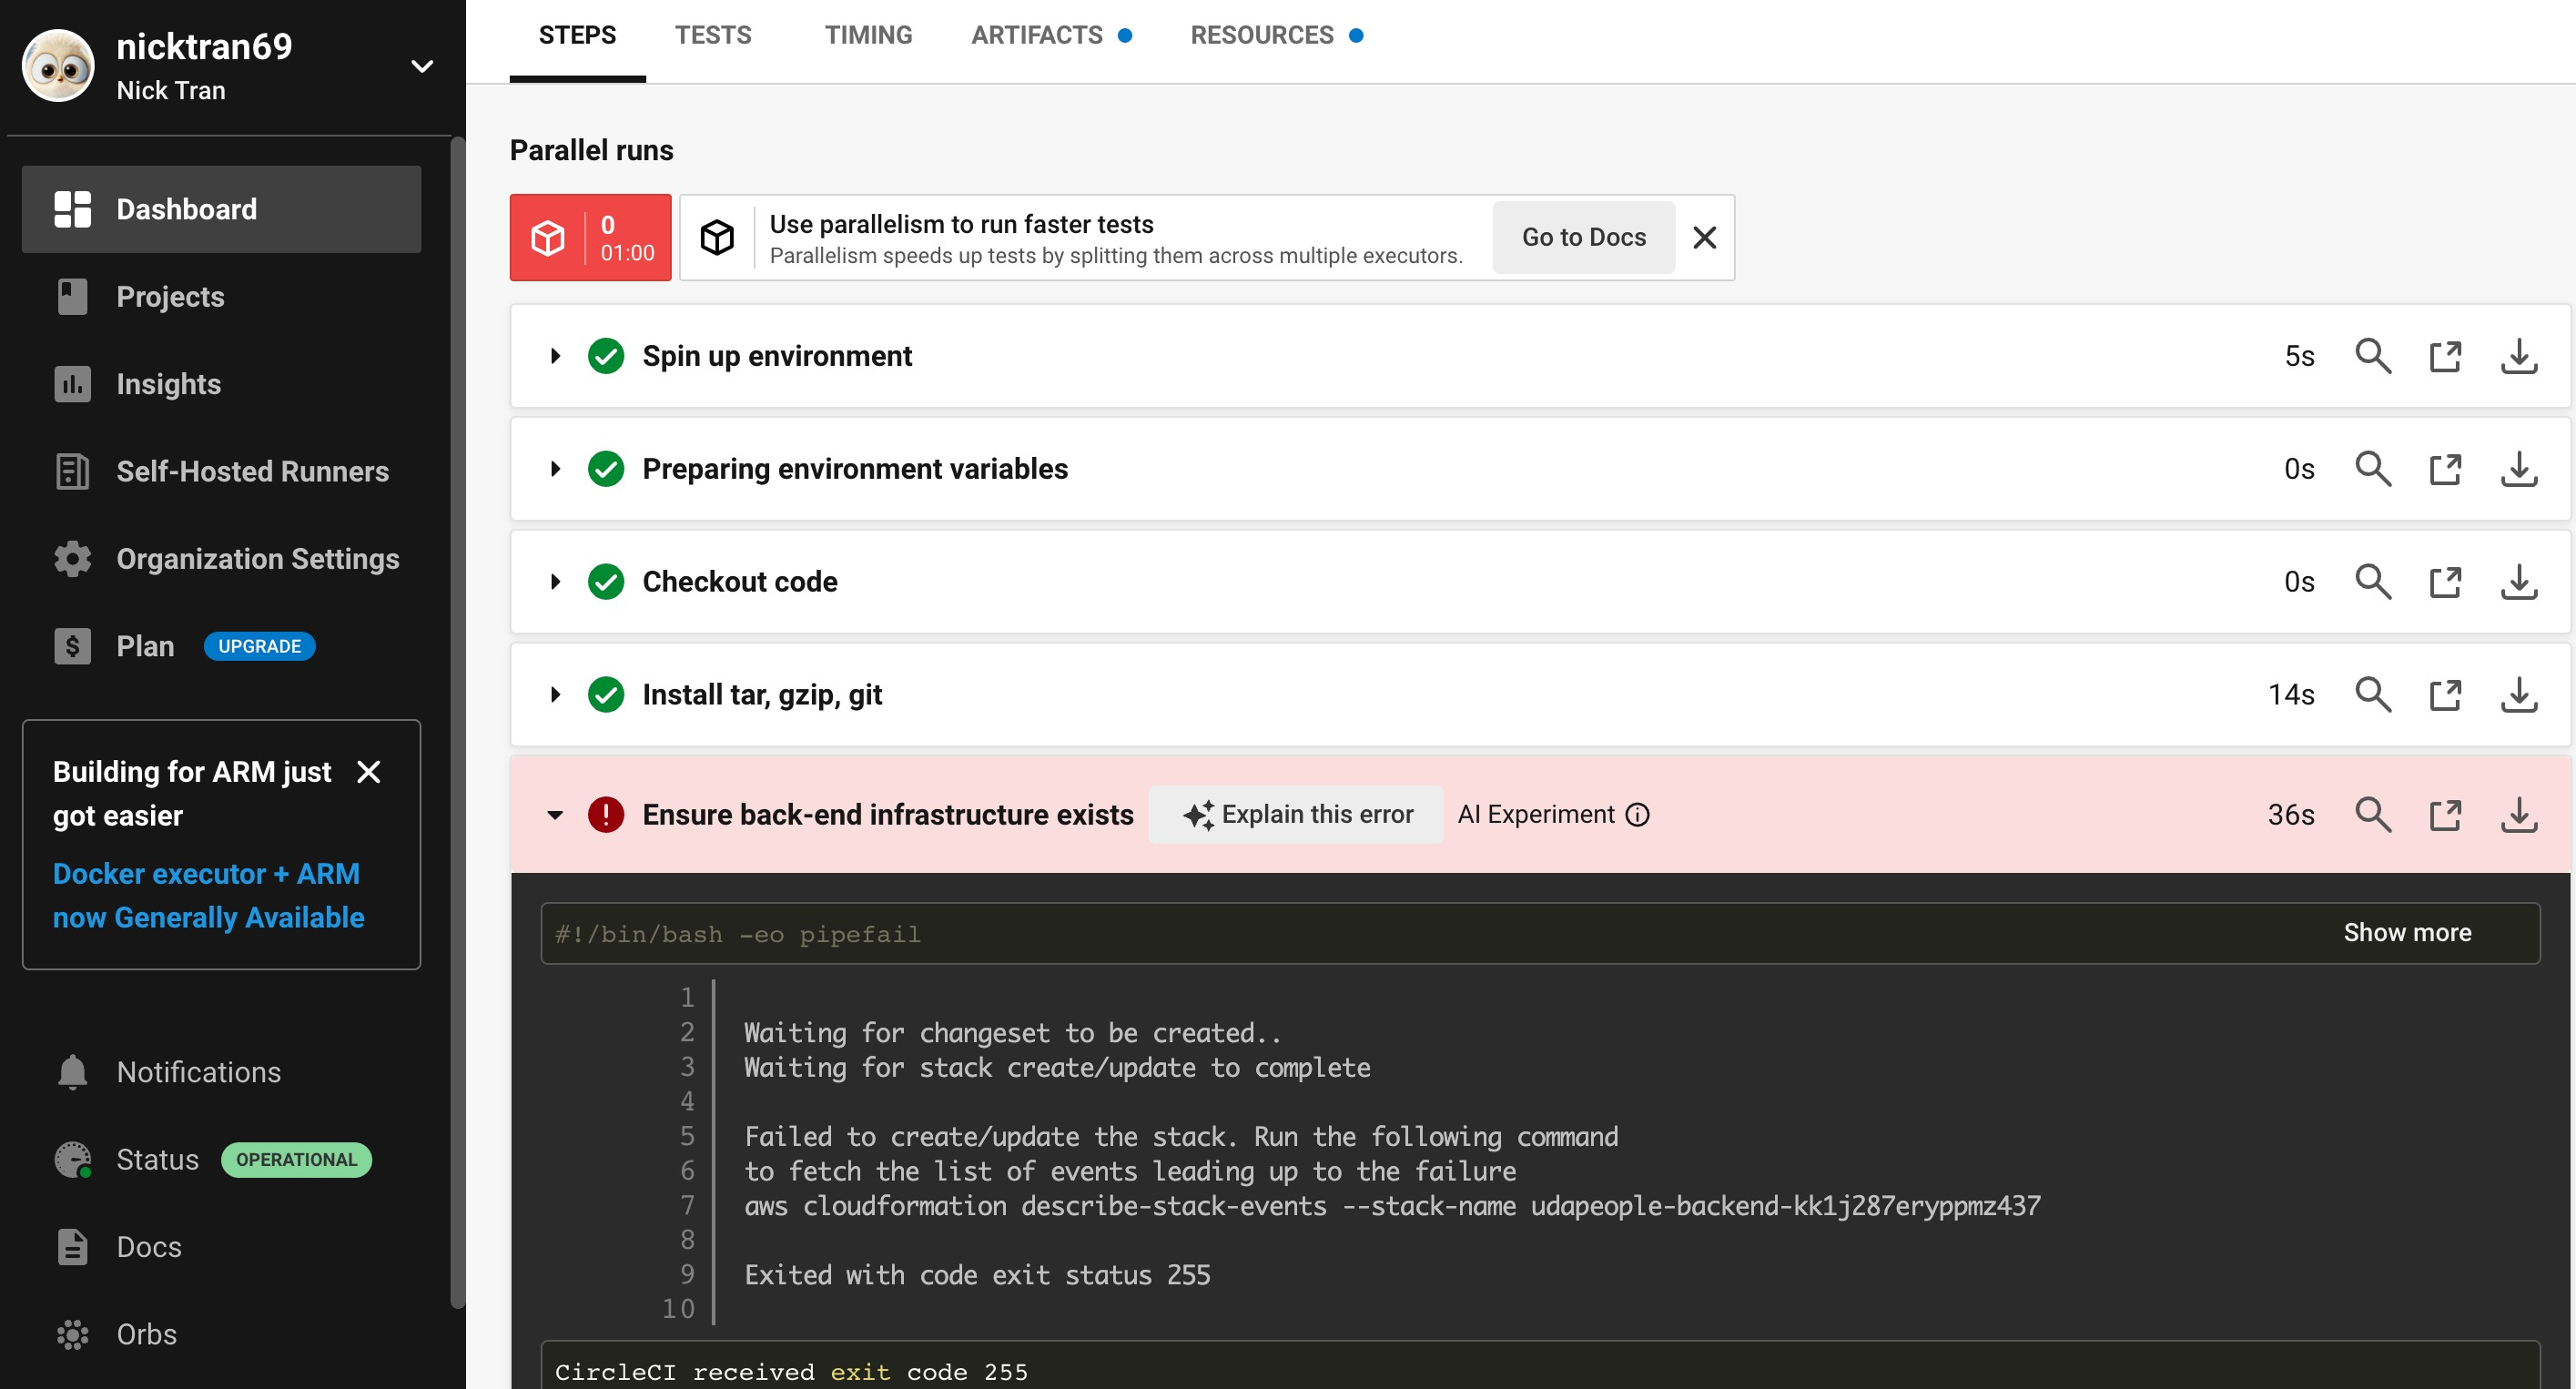 nicktran69
Nick Tran
Dashboard
Projects
Insights
Self-Hosted Runners
Organization Settings
Plan UPGRADE
Building for ARM just
got easier
Docker executor + ARM
now Generally Available
Notifications
Status OPERATIONAL
Docs
Orbs
STEPS TESTS TIMING ARTIFACTS RESOURCES
Parallel runs
0
01:00
Use parallelism to run faster tests
Parallelism speeds up tests by splitting them across multiple executors.
Go to Docs
Spin up environment 5s
Preparing environment variables 0s
Checkout code 0s
Install tar, gzip, git 14s
Ensure back-end infrastructure exists Explain this error AI Experiment 36s
#!/bin/bash -eo pipefail Show more
1
2 Waiting for changeset to be created..
3 Waiting for stack create/update to complete
4
5 Failed to create/update the stack. Run the following command
6 to fetch the list of events leading up to the failure
7 aws cloudformation describe-stack-events --stack-name udapeople-backend-kk1j287eryppmz437
8
9 Exited with code exit status 255
10
CircleCI received exit code 255